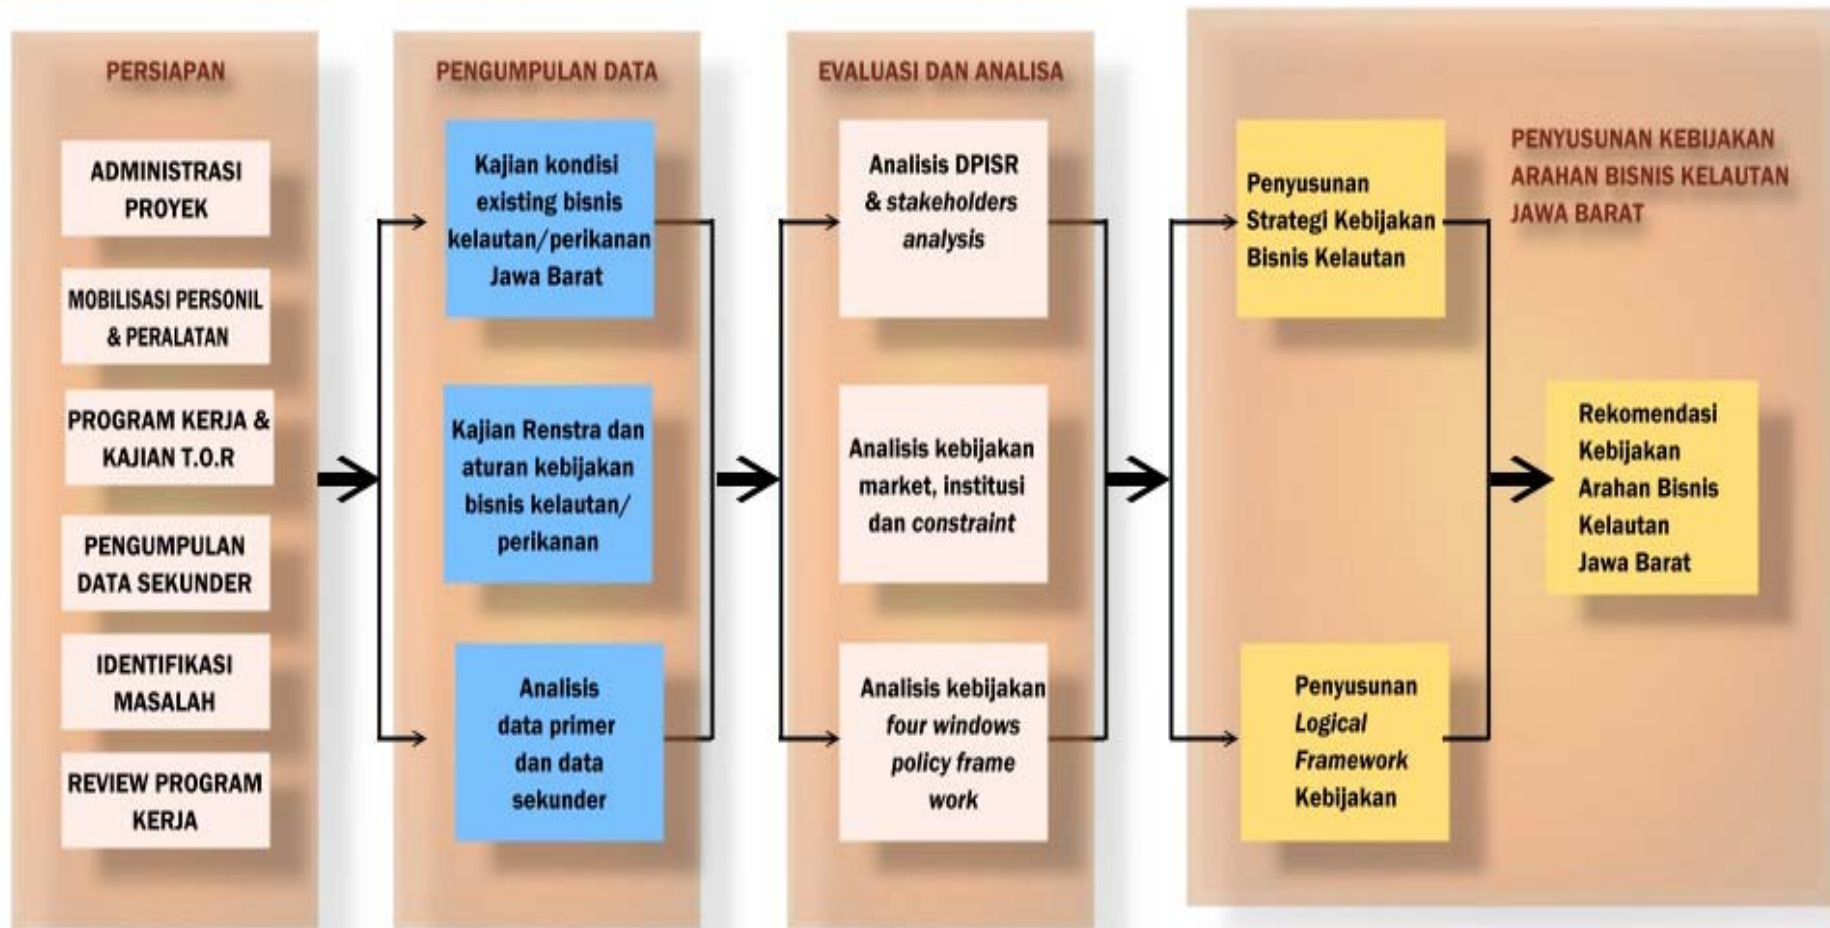 PERSIAPAN
ADMINISTRASI
PROYEK
MOBILISASI PERSONIL
& PERALATAN
PROGRAM KERJA &
KAJIAN T.O.R
PENGUMPULAN
DATA SEKUNDER
IDENTIFIKASI
MASALAH
REVIEW PROGRAM
KERJA
PENGUMPULAN DATA
Kajian kondisi
existing bisnis
kelautan/perikanan
Jawa Barat
Kajian Renstra dan
aturan kebijakan
bisnis kelautan/
perikanan
Analisis
data primer
dan data
sekunder
EVALUASI DAN ANALISA
Analisis DPISR
& stakeholders
analysis
Analisis kebijakan
market, institusi
dan constraint
Analisis kebijakan
four windows
policy frame
work
PENYUSUNAN KEBIJAKAN
ARAHAN BISNIS KELAUTAN
JAWA BARAT
Penyusunan
Strategi Kebijakan
Bisnis Kelautan
Penyusunan
Logical
Framework
Kebijakan
Rekomendasi
Kebijakan
Arahan Bisnis
Kelautan
Jawa Barat